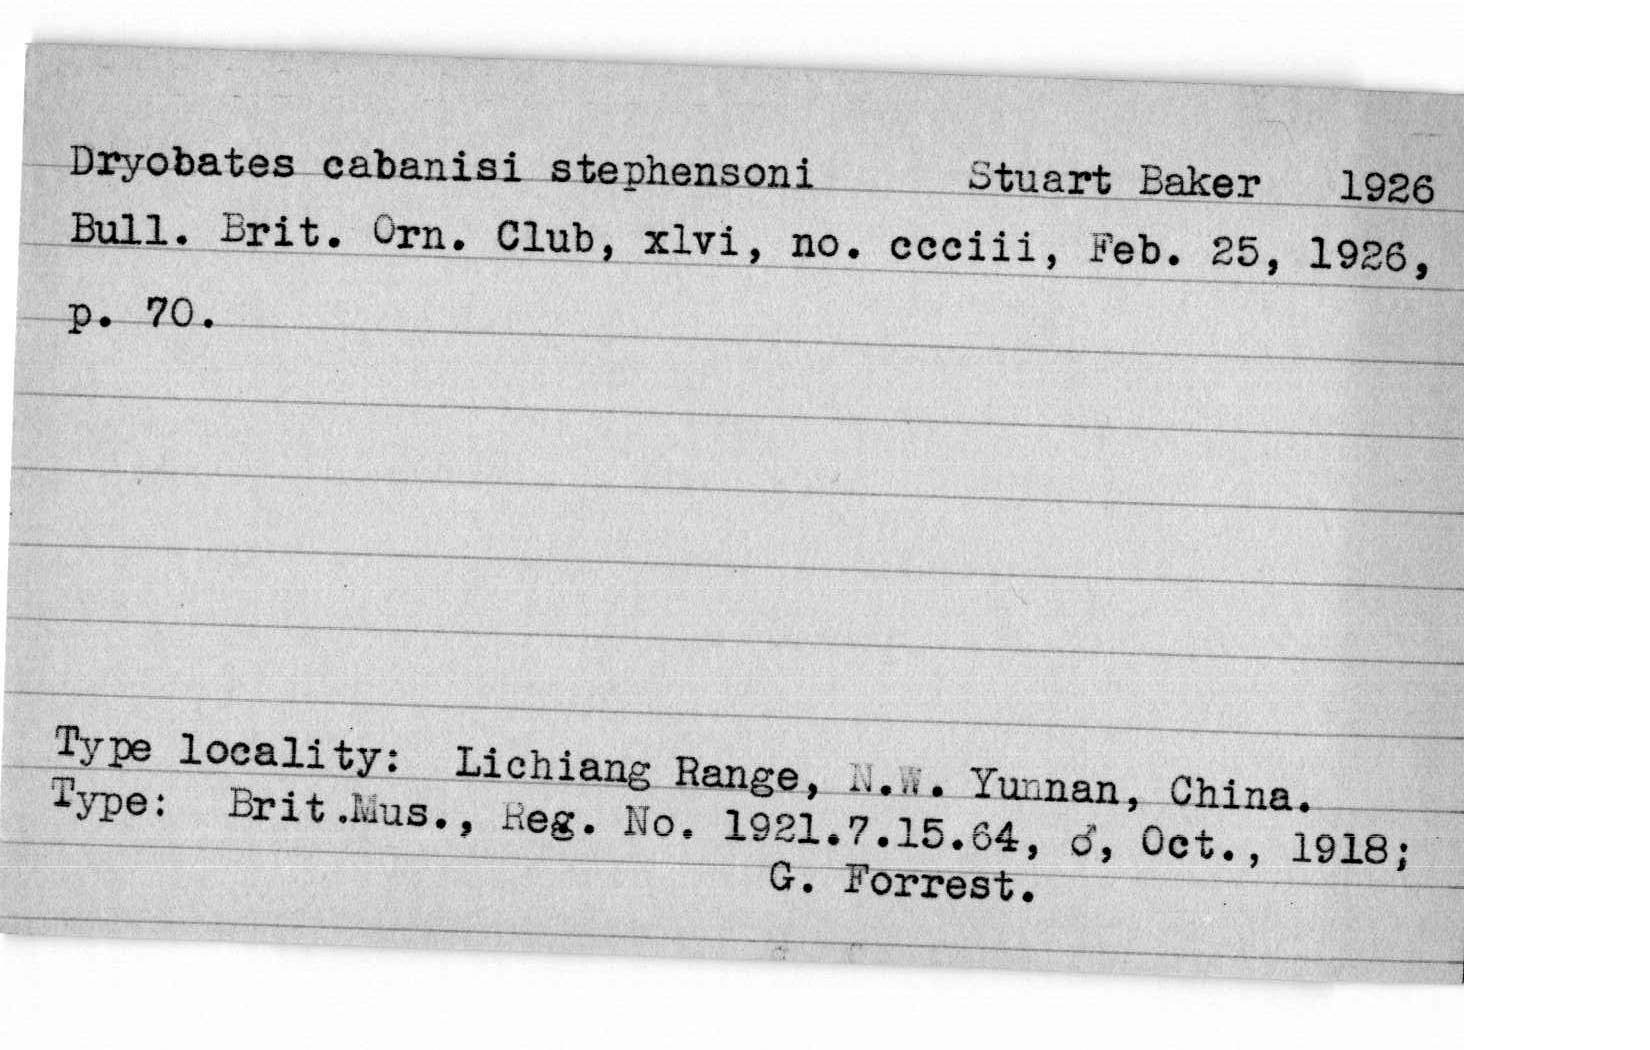 Dryobates cabanisi stephensoni Stuart Baker 1926
Bull. Brit. Orn. Club, xlvi, no. ccciii, Feb. 25, 1926,
p. 70.
Type locality: Lichiang Range, N.W. Yunnan, China.
Type: Brit.Mus., Reg. No. 1921.7.15.64, ♂, Oct., 1918;
G. Forrest.